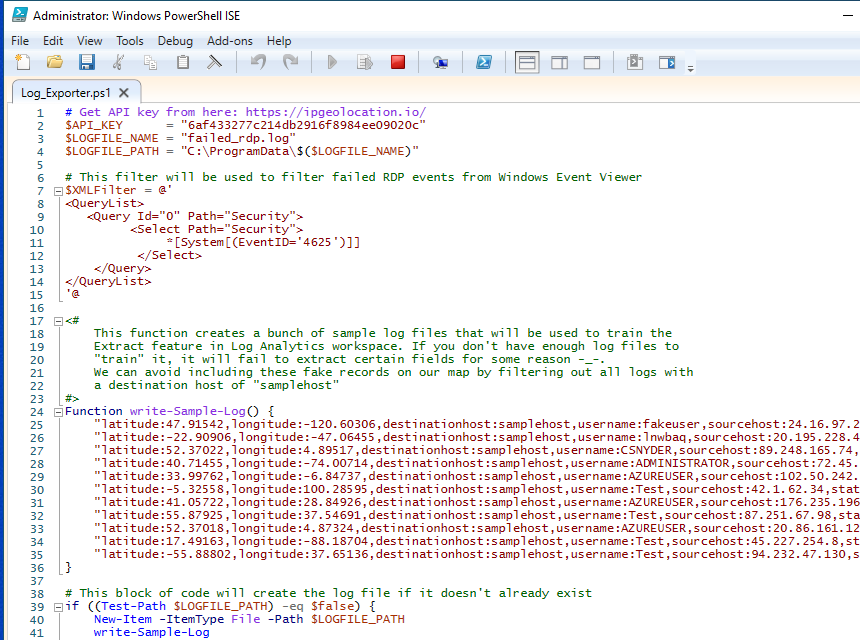 Administrator: Windows PowerShell ISE
File Edit View Tools Debug Add-ons Help
Log_Exporter.ps1
1 # Get API key from here: https://ipgeolocation.io/
2 $API_KEY      = "6af433277c214db2916f8984ee09020c"
3 $LOGFILE_NAME = "failed_rdp.log"
4 $LOGFILE_PATH = "C:\ProgramData\$($LOGFILE_NAME)"
5
6 # This filter will be used to filter failed RDP events from Windows Event Viewer
7 $XMLFilter = @'
8 <QueryList>
9    <Query Id="0" Path="Security">
10          <Select Path="Security">
11               *[System[(EventID='4625')]]
12           </Select>
13     </Query>
14 </QueryList>
15 '@
16
17 <#
18     This function creates a bunch of sample log files that will be used to train the
19     Extract feature in Log Analytics workspace. If you don't have enough log files to
20     "train" it, it will fail to extract certain fields for some reason -_-.
21     We can avoid including these fake records on our map by filtering out all logs with
22     a destination host of "samplehost"
23 #>
24 Function write-Sample-Log() {
25     "latitude:47.91542,longitude:-120.60306,destinationhost:samplehost,username:fakeuser,sourcehost:24.16.97.2
26     "latitude:-22.90906,longitude:-47.06455,destinationhost:samplehost,username:lnwbaq,sourcehost:20.195.228.4
27     "latitude:52.37022,longitude:4.89517,destinationhost:samplehost,username:CSNYDER,sourcehost:89.248.165.74,
28     "latitude:40.71455,longitude:-74.00714,destinationhost:samplehost,username:ADMINISTRATOR,sourcehost:72.45.
29     "latitude:33.99762,longitude:-6.84737,destinationhost:samplehost,username:AZUREUSER,sourcehost:102.50.242.
30     "latitude:-5.32558,longitude:100.28595,destinationhost:samplehost,username:Test,sourcehost:42.1.62.34,stat
31     "latitude:41.05722,longitude:28.84926,destinationhost:samplehost,username:AZUREUSER,sourcehost:176.235.196
32     "latitude:55.87925,longitude:37.54691,destinationhost:samplehost,username:Test,sourcehost:87.251.67.98,sta
33     "latitude:52.37018,longitude:4.87324,destinationhost:samplehost,username:AZUREUSER,sourcehost:20.86.161.12
34     "latitude:17.49163,longitude:-88.18704,destinationhost:samplehost,username:Test,sourcehost:45.227.254.8,st
35     "latitude:-55.88802,longitude:37.65136,destinationhost:samplehost,username:Test,sourcehost:94.232.47.130,s
36 }
37
38 # This block of code will create the log file if it doesn't already exist
39 if ((Test-Path $LOGFILE_PATH) -eq $false) {
40     New-Item -ItemType File -Path $LOGFILE_PATH
41     write-Sample-Log